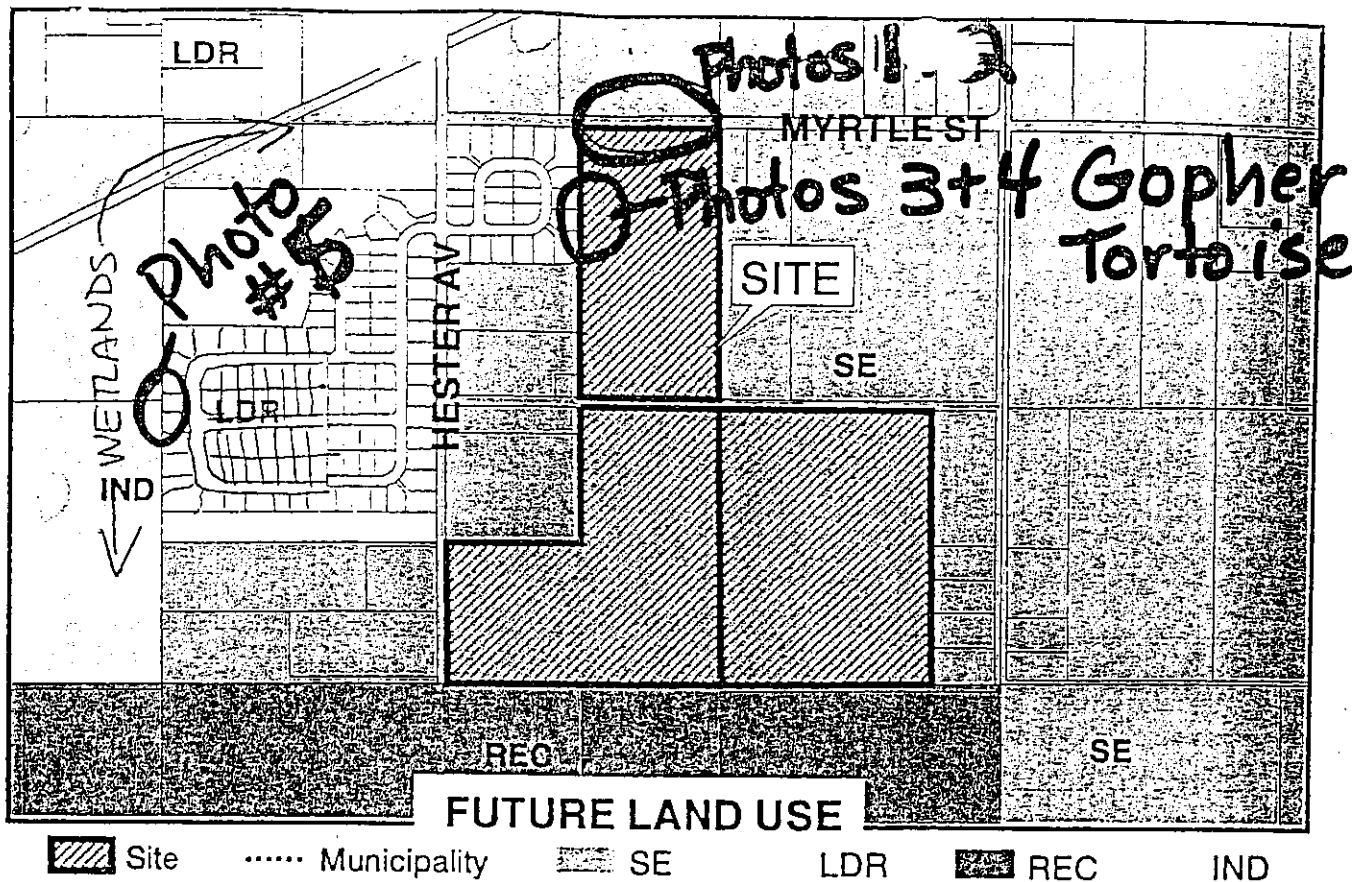 LDR
Photos 1-2
MYRTLE ST
Photos 3+4 Gopher
Tortoise
Photo
#5
WETLANDS
HESTER AV
SITE
SE
LDR
IND
REC
SE
FUTURE LAND USE
Site
Municipality
SE
LDR
REC
IND